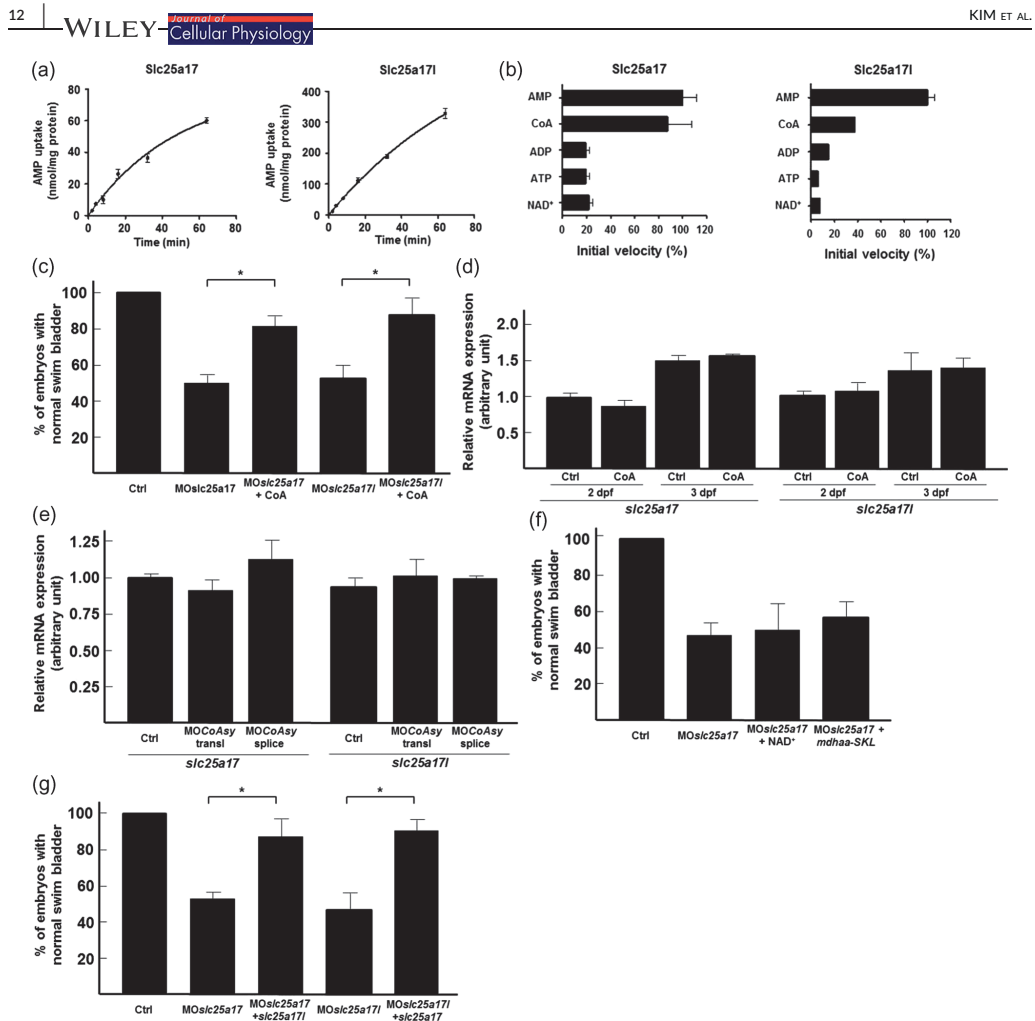 12
WILEY
Journal of
Cellular Physiology
KIM ET AL.
(a)
Slc25a17
AMP uptake
(nmol/mg protein)
80
60
40
20
0
0 20 40 60 80
Time (min)
Slc25a17l
AMP uptake
(nmol/mg protein)
400
300
200
100
0
0 20 40 60 80
Time (min)
(b)
Slc25a17
AMP
CoA
ADP
ATP
NAD⁺
0 20 40 60 80 100 120
Initial velocity (%)
Slc25a17l
AMP
CoA
ADP
ATP
NAD⁺
0 20 40 60 80 100 120
Initial velocity (%)
(c)
% of embryos with
normal swim bladder
100
80
60
40
20
* *
Ctrl MOslc25a17 MOslc25a17 MOslc25a17l MOslc25a17l
+ CoA + CoA
(d)
Relative mRNA expression
(arbitrary unit)
2.0
1.5
1.0
0.5
Ctrl CoA Ctrl CoA Ctrl CoA Ctrl CoA
2 dpf 3 dpf 2 dpf 3 dpf
slc25a17 slc25a17l
(e)
Relative mRNA expression
(arbitrary unit)
1.25
1.00
0.75
0.50
0.25
Ctrl MOCoAsy MOCoAsy Ctrl MOCoAsy MOCoAsy
transl splice transl splice
slc25a17 slc25a17l
(f)
% of embryos with
normal swim bladder
100
80
60
40
20
Ctrl MOslc25a17 MOslc25a17 MOslc25a17 +
+ NAD⁺ mdhaa-SKL
(g)
% of embryos with
normal swim bladder
100
80
60
40
20
* *
Ctrl MOslc25a17 MOslc25a17 MOslc25a17l MOslc25a17l
+slc25a17l +slc25a17